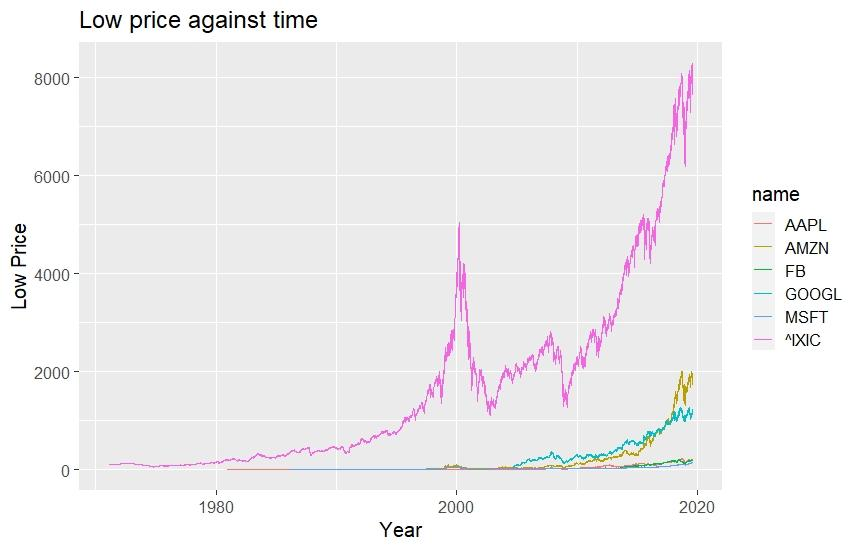 Low price against time
8000
6000
4000
2000
0
Low Price
1980
2000
2020
Year
name
AAPL
AMZN
FB
GOOGL
MSFT
^IXIC